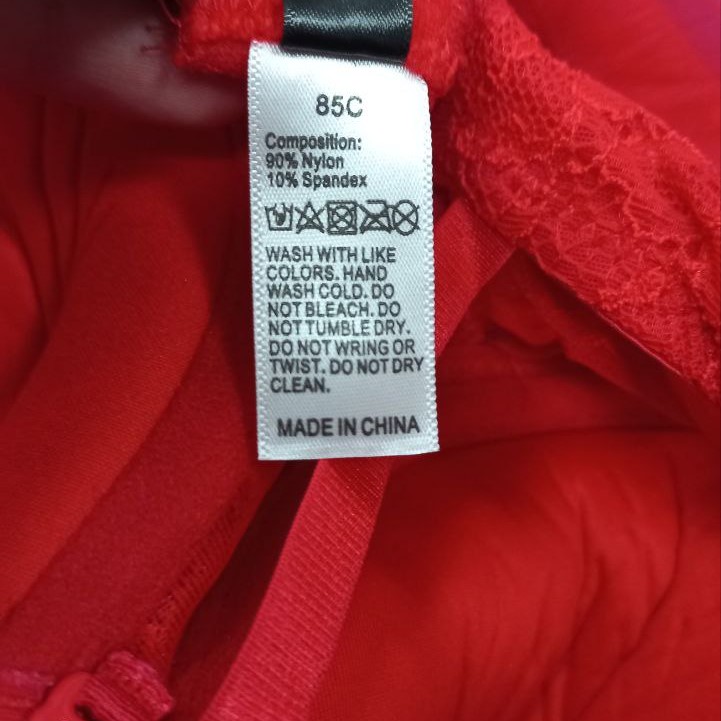 85C
Composition:
90% Nylon
10% Spandex
WASH WITH LIKE
COLORS. HAND
WASH COLD. DO
NOT BLEACH. DO
NOT TUMBLE DRY.
DO NOT WRING OR
TWIST. DO NOT DRY
CLEAN.
MADE IN CHINA